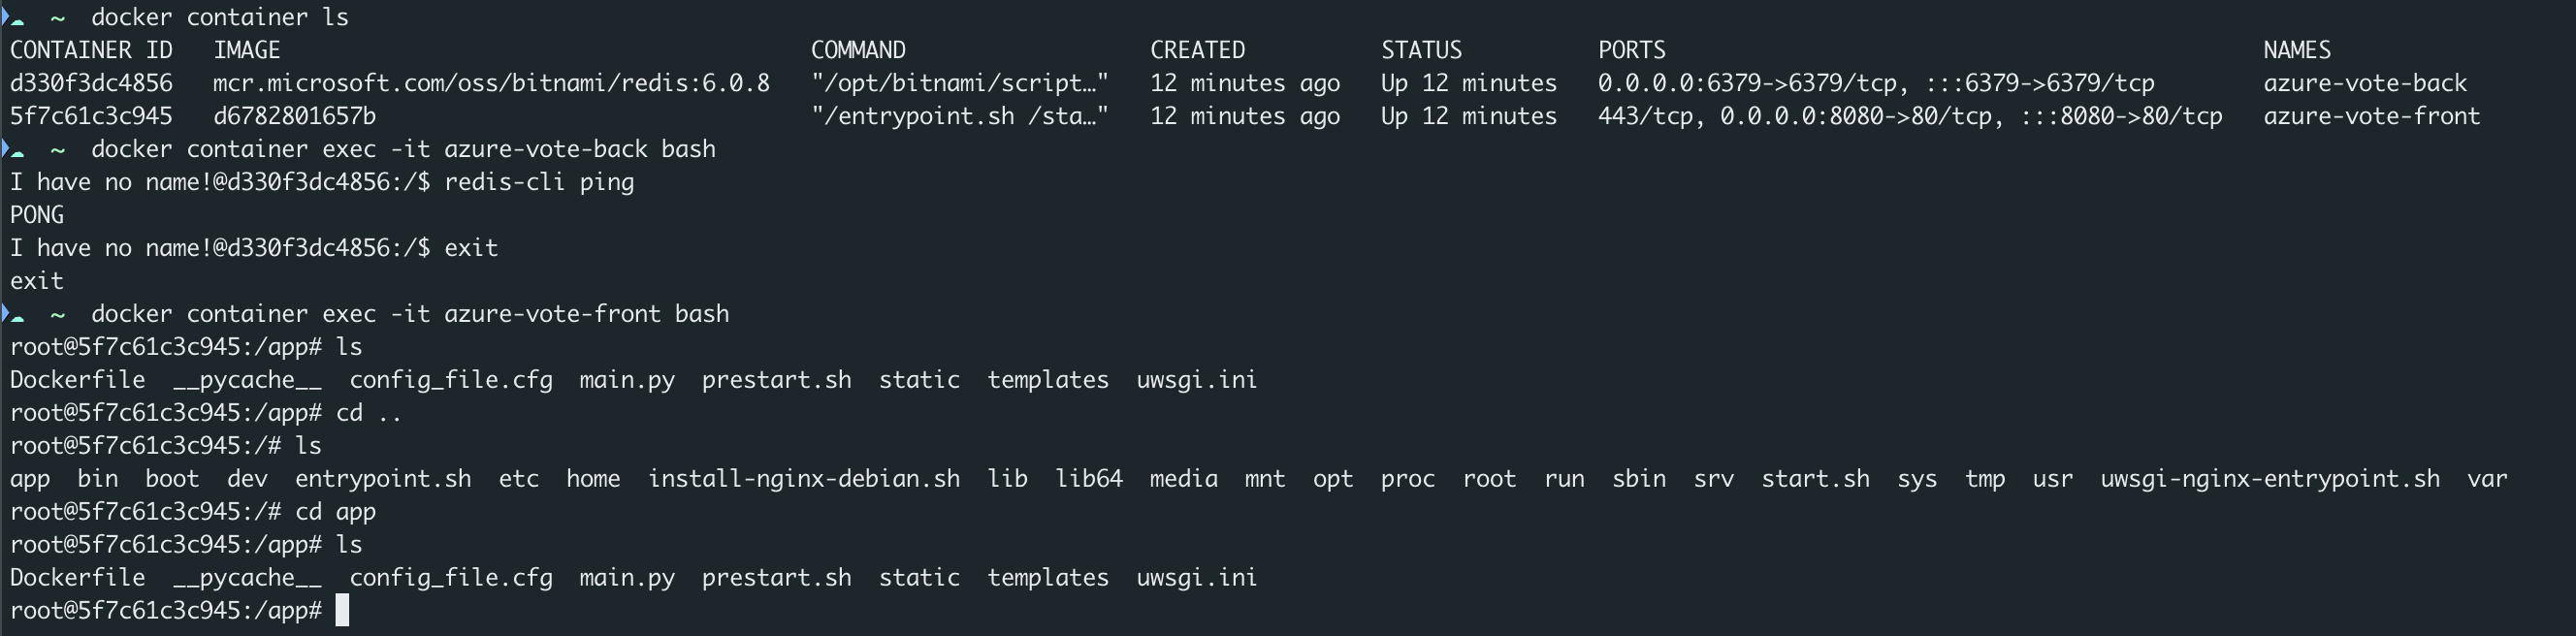 ~ docker container ls
CONTAINER ID   IMAGE                                        COMMAND                  CREATED          STATUS          PORTS                                            NAMES
d330f3dc4856   mcr.microsoft.com/oss/bitnami/redis:6.0.8   "/opt/bitnami/script…"   12 minutes ago   Up 12 minutes   0.0.0.0:6379->6379/tcp, :::6379->6379/tcp        azure-vote-back
5f7c61c3c945   d6782801657b                                "/entrypoint.sh /sta…"   12 minutes ago   Up 12 minutes   443/tcp, 0.0.0.0:8080->80/tcp, :::8080->80/tcp   azure-vote-front
~ docker container exec -it azure-vote-back bash
I have no name!@d330f3dc4856:/$ redis-cli ping
PONG
I have no name!@d330f3dc4856:/$ exit
exit
~ docker container exec -it azure-vote-front bash
root@5f7c61c3c945:/app# ls
Dockerfile  __pycache__  config_file.cfg  main.py  prestart.sh  static  templates  uwsgi.ini
root@5f7c61c3c945:/app# cd ..
root@5f7c61c3c945:/# ls
app  bin  boot  dev  entrypoint.sh  etc  home  install-nginx-debian.sh  lib  lib64  media  mnt  opt  proc  root  run  sbin  srv  start.sh  sys  tmp  usr  uwsgi-nginx-entrypoint.sh  var
root@5f7c61c3c945:/# cd app
root@5f7c61c3c945:/app# ls
Dockerfile  __pycache__  config_file.cfg  main.py  prestart.sh  static  templates  uwsgi.ini
root@5f7c61c3c945:/app#